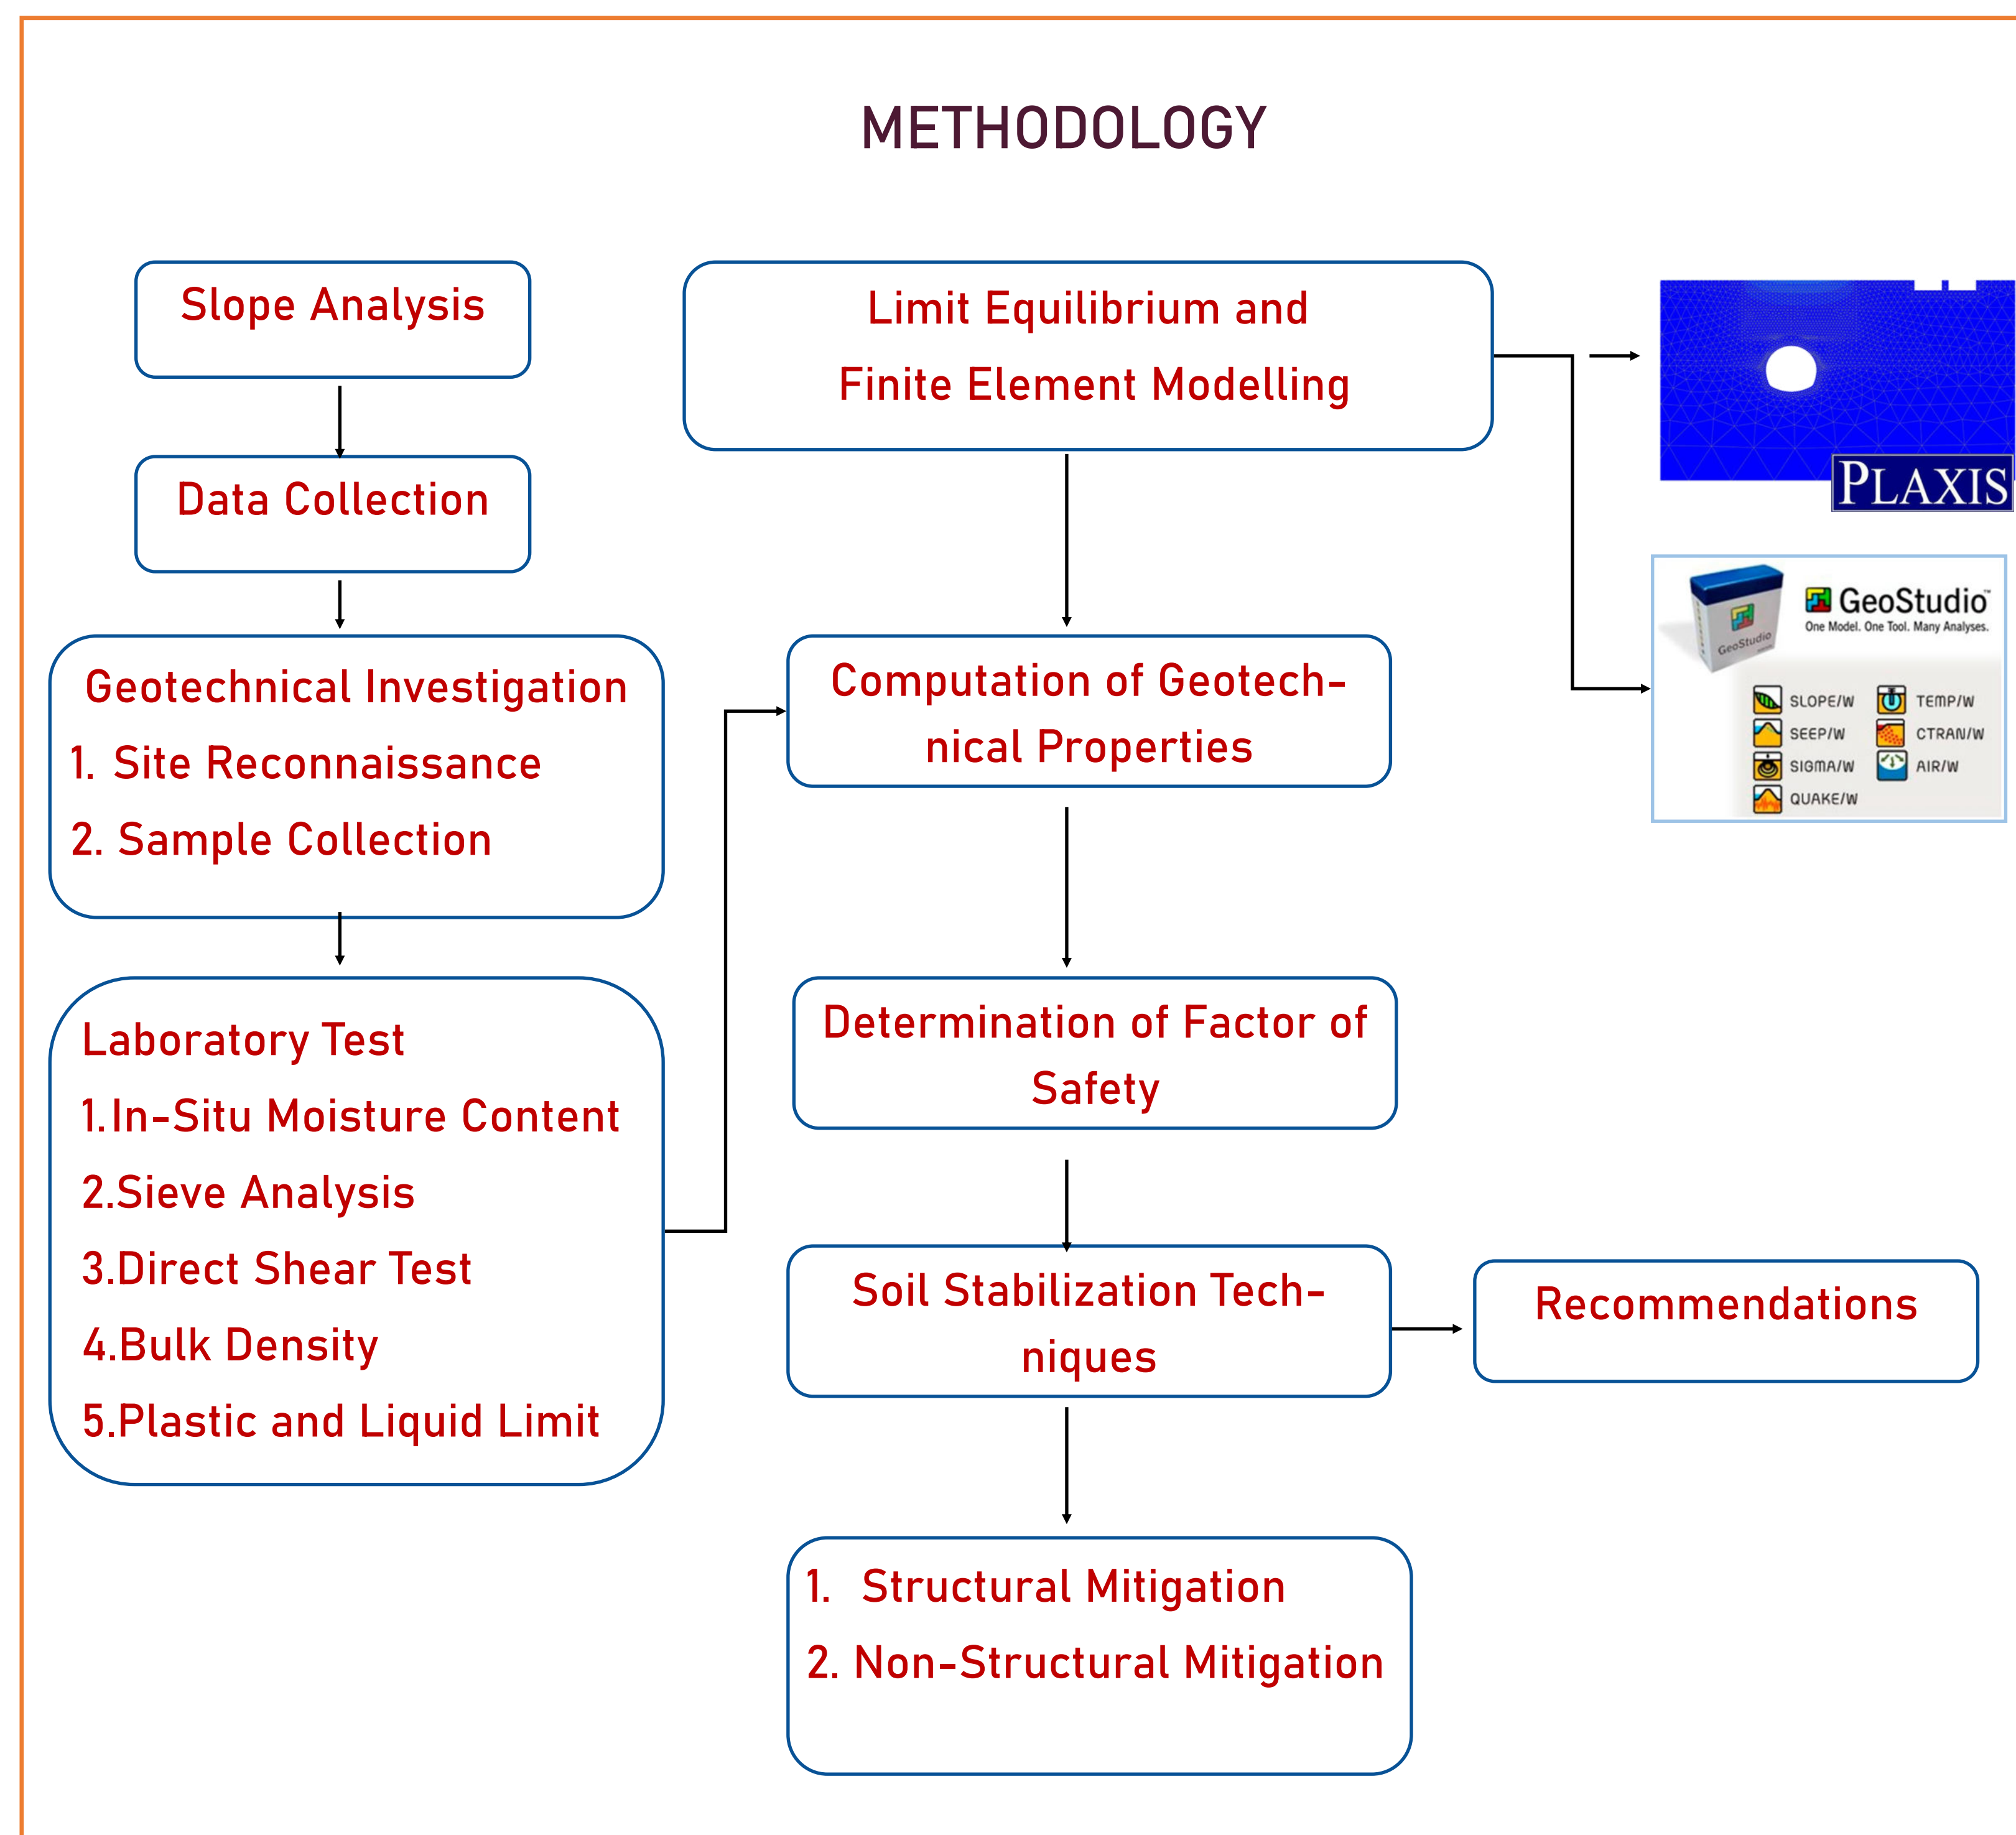 METHODOLOGY
Slope Analysis
Data Collection
Geotechnical Investigation
1. Site Reconnaissance
2. Sample Collection
Laboratory Test
1.In-Situ Moisture Content
2.Sieve Analysis
3.Direct Shear Test
4.Bulk Density
5.Plastic and Liquid Limit
Limit Equilibrium and
Finite Element Modelling
Computation of Geotech-
nical Properties
Determination of Factor of
Safety
Soil Stabilization Tech-
niques
1. Structural Mitigation
2. Non-Structural Mitigation
Recommendations
PLAXIS
GeoStudio
GeoStudio™
One Model. One Tool. Many Analyses.
SLOPE/W
SEEP/W
SIGMA/W
QUAKE/W
TEMP/W
CTRAN/W
AIR/W